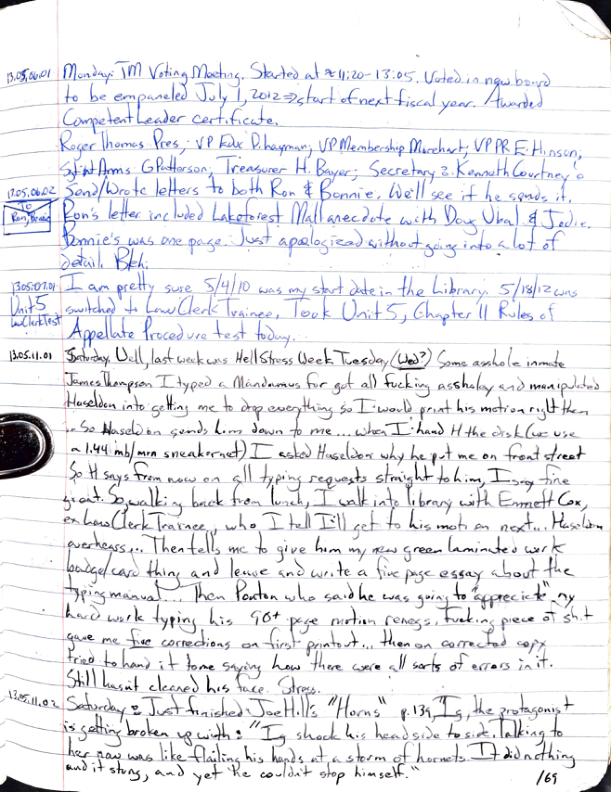 13.05.06.01 Monday: TM Voting Meeting. Started at ≈ 11:20-13:05. Voted in new board
to be empaneled July 1, 2012 ⇒ start of next fiscal year. Awarded
Competent Leader certificate.
Roger Thomas Pres, VP Edu D. hayman, VP Membership Marchart, VP PR E. Hinson,
Sgt at Arms G Patterson, Treasurer H. Bayer, Secretary Z. Kenneth Courtney
13.05.06.02 Send/Wrote letters to both Ron & Bonnie. We'll see if he sends it.
To Ron, Bonnie
Ron's letter included Lakeforest Mall anecdote with Doug Ubal & Jodie.
Bonnie's was one page. Just apologized without going into a lot of
detail. Bleh.
13.05.07.01 I am pretty sure 5/4/10 was my start date in the Library. 5/18/12 was
Unit 5 switched to Law Clerk Trainee, Took Unit 5, Chapter 11 Rules of
Law Clerk Test Appellate Procedure test today.
13.05.11.01 Saturday. Well, last week was Hell Stress Week Tuesday (Wed?) Some asshole inmate
James Thompson I typed a Mandamus for got all fucking assholey and manipulated
Haseldon into getting me to drop everything so I would print his motion right then
.. So Haseldon sends him down to me... when I hand H the disk (we use
a 1.44 mb/min sneakernet) I asked Haseldon why he put me on front street
So H says from now on all typing requests straight to him, I say fine
great. So walking back from lunch, I walk into library with Emmett Cox,
ex Law Clerk Trainee, who I tell I'll get to his motion next... Haseldon
overhears... Then tells me to give him my new green laminated work
badge/card thing and leave and write a five page essay about the
typing manual. Then Ponton who said he was going to "appreciate" my
hard work typing his 90+ page motion reneges. Fucking piece of shit
gave me five corrections on first printout... then on corrected copy
tried to hand it to me saying how there were all sorts of errors in it.
Still hasn't cleaned his face. Stress.
13.05.11.02 Saturday: Just finished Joe Hill's "Horns" p.139, "Ig, the protagonist
is getting broken up with: "Ig shook his head side to side. Talking to
her now was like flailing his hands at a storm of hornets. It did nothing
and it stung, and yet he couldn't stop himself."
169